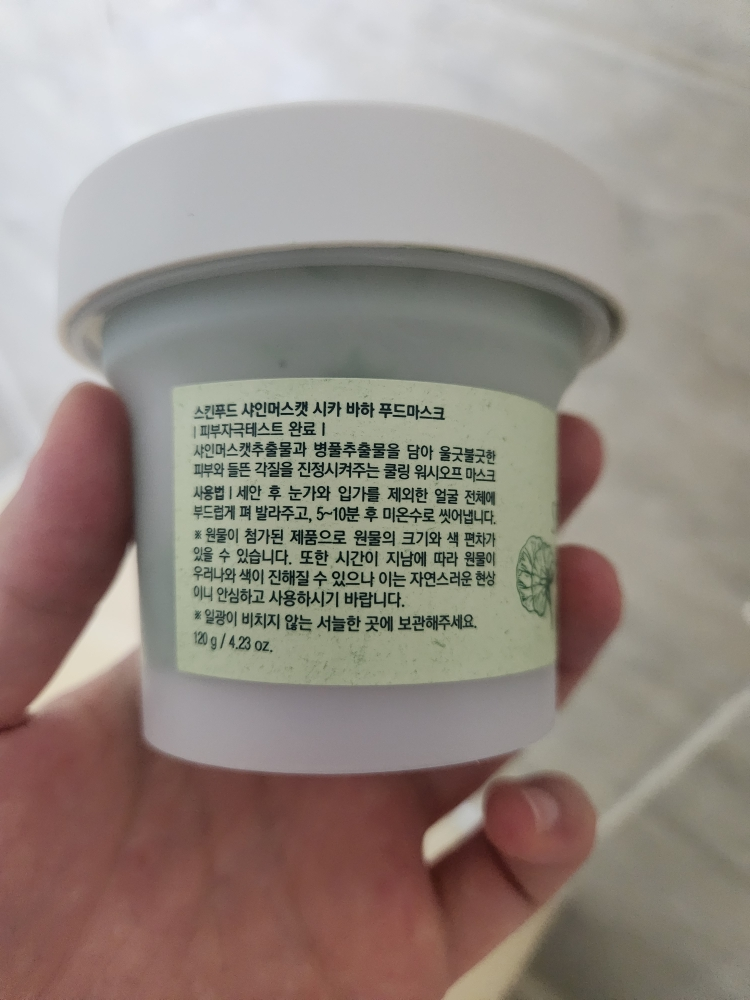 스킨푸드 샤인머스캣 시카 바하 푸드마스크
| 피부자극테스트 완료 |
샤인머스캣추출물과 병풀추출물을 담아 울긋불긋한
피부와 들뜬 각질을 진정시켜주는 쿨링 워시오프 마스크
사용법 | 세안 후 눈가와 입가를 제외한 얼굴 전체에
부드럽게 펴 발라주고, 5~10분 후 미온수로 씻어냅니다.
※ 원물이 첨가된 제품으로 원물의 크기와 색 편차가
있을 수 있습니다. 또한 시간이 지남에 따라 원물이
우러나와 색이 진해질 수 있으나 이는 자연스러운 현상
이니 안심하고 사용하시기 바랍니다.
※ 일광이 비치지 않는 서늘한 곳에 보관해주세요.
120 g / 4.23 oz.